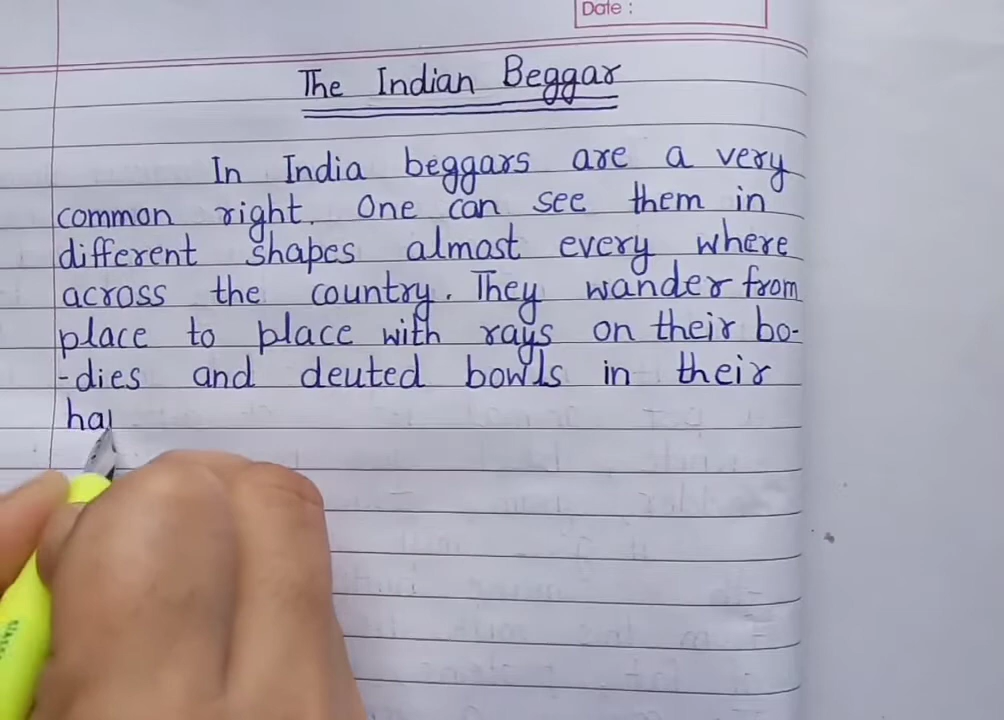 Date :
The Indian Beggar
In India beggars are a very
common right. One can see them in
different shapes almost every where
across the country. They wander from
place to place with rays on their bo-
-dies and deuted bowls in their
ha